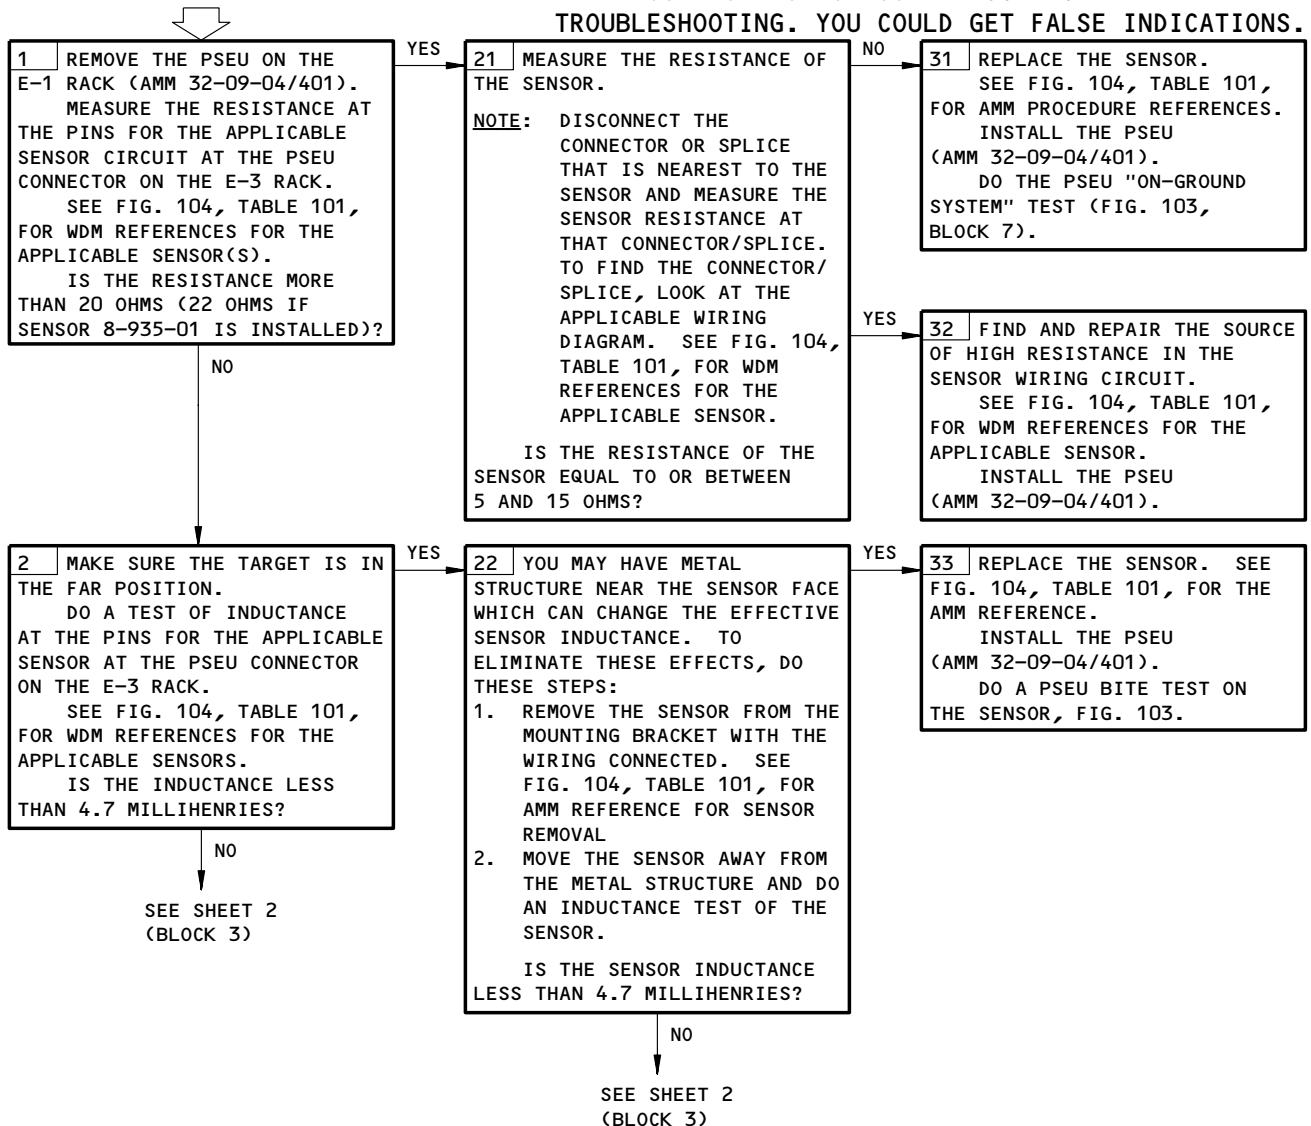 TROUBLESHOOTING. YOU COULD GET FALSE INDICATIONS.
1 REMOVE THE PSEU ON THE
E-1 RACK (AMM 32-09-04/401).
MEASURE THE RESISTANCE AT
THE PINS FOR THE APPLICABLE
SENSOR CIRCUIT AT THE PSEU
CONNECTOR ON THE E-3 RACK.
SEE FIG. 104, TABLE 101,
FOR WDM REFERENCES FOR THE
APPLICABLE SENSOR(S).
IS THE RESISTANCE MORE
THAN 20 OHMS (22 OHMS IF
SENSOR 8-935-01 IS INSTALLED)?
YES
NO
21 MEASURE THE RESISTANCE OF
THE SENSOR.
NOTE: DISCONNECT THE
CONNECTOR OR SPLICE
THAT IS NEAREST TO THE
SENSOR AND MEASURE THE
SENSOR RESISTANCE AT
THAT CONNECTOR/SPLICE.
TO FIND THE CONNECTOR/
SPLICE, LOOK AT THE
APPLICABLE WIRING
DIAGRAM. SEE FIG. 104,
TABLE 101, FOR WDM
REFERENCES FOR THE
APPLICABLE SENSOR.
IS THE RESISTANCE OF THE
SENSOR EQUAL TO OR BETWEEN
5 AND 15 OHMS?
NO
31 REPLACE THE SENSOR.
SEE FIG. 104, TABLE 101,
FOR AMM PROCEDURE REFERENCES.
INSTALL THE PSEU
(AMM 32-09-04/401).
DO THE PSEU "ON-GROUND
SYSTEM" TEST (FIG. 103,
BLOCK 7).
YES
32 FIND AND REPAIR THE SOURCE
OF HIGH RESISTANCE IN THE
SENSOR WIRING CIRCUIT.
SEE FIG. 104, TABLE 101,
FOR WDM REFERENCES FOR THE
APPLICABLE SENSOR.
INSTALL THE PSEU
(AMM 32-09-04/401).
2 MAKE SURE THE TARGET IS IN
THE FAR POSITION.
DO A TEST OF INDUCTANCE
AT THE PINS FOR THE APPLICABLE
SENSOR AT THE PSEU CONNECTOR
ON THE E-3 RACK.
SEE FIG. 104, TABLE 101,
FOR WDM REFERENCES FOR THE
APPLICABLE SENSORS.
IS THE INDUCTANCE LESS
THAN 4.7 MILLIHENRIES?
YES
NO
SEE SHEET 2
(BLOCK 3)
22 YOU MAY HAVE METAL
STRUCTURE NEAR THE SENSOR FACE
WHICH CAN CHANGE THE EFFECTIVE
SENSOR INDUCTANCE. TO
ELIMINATE THESE EFFECTS, DO
THESE STEPS:
1. REMOVE THE SENSOR FROM THE
MOUNTING BRACKET WITH THE
WIRING CONNECTED. SEE
FIG. 104, TABLE 101, FOR
AMM REFERENCE FOR SENSOR
REMOVAL
2. MOVE THE SENSOR AWAY FROM
THE METAL STRUCTURE AND DO
AN INDUCTANCE TEST OF THE
SENSOR.
IS THE SENSOR INDUCTANCE
LESS THAN 4.7 MILLIHENRIES?
YES
NO
SEE SHEET 2
(BLOCK 3)
33 REPLACE THE SENSOR. SEE
FIG. 104, TABLE 101, FOR THE
AMM REFERENCE.
INSTALL THE PSEU
(AMM 32-09-04/401).
DO A PSEU BITE TEST ON
THE SENSOR, FIG. 103.